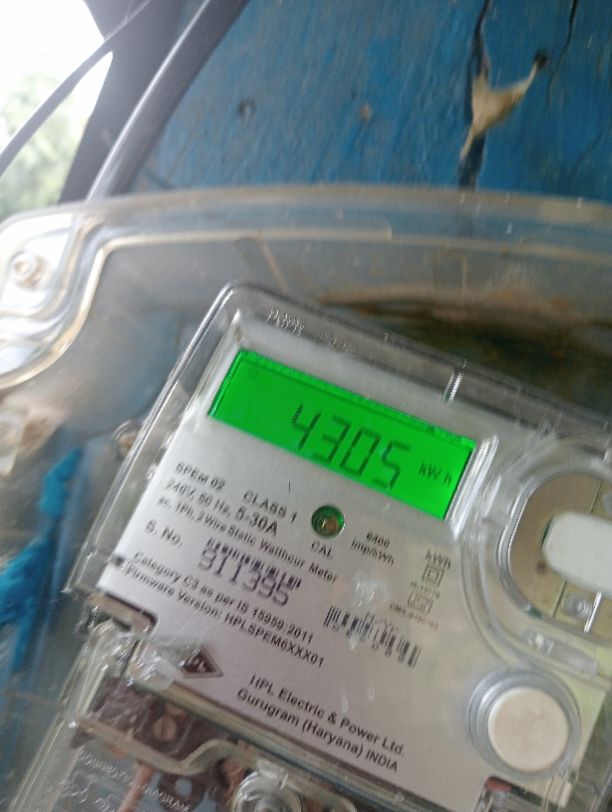 4305 kWh
SPEM 02 CLASS 1
240V, 50 Hz, 5-30A
ac, 1Ph, 2 Wire Static Watthour Meter
CAL
6400
imp/kWh
kWh
S. No.
911395
Category C3 as per IS 15959:2011
Firmware Version: HPLSPEM6XXX01
HPL Electric & Power Ltd.
Gurugram (Haryana) INDIA